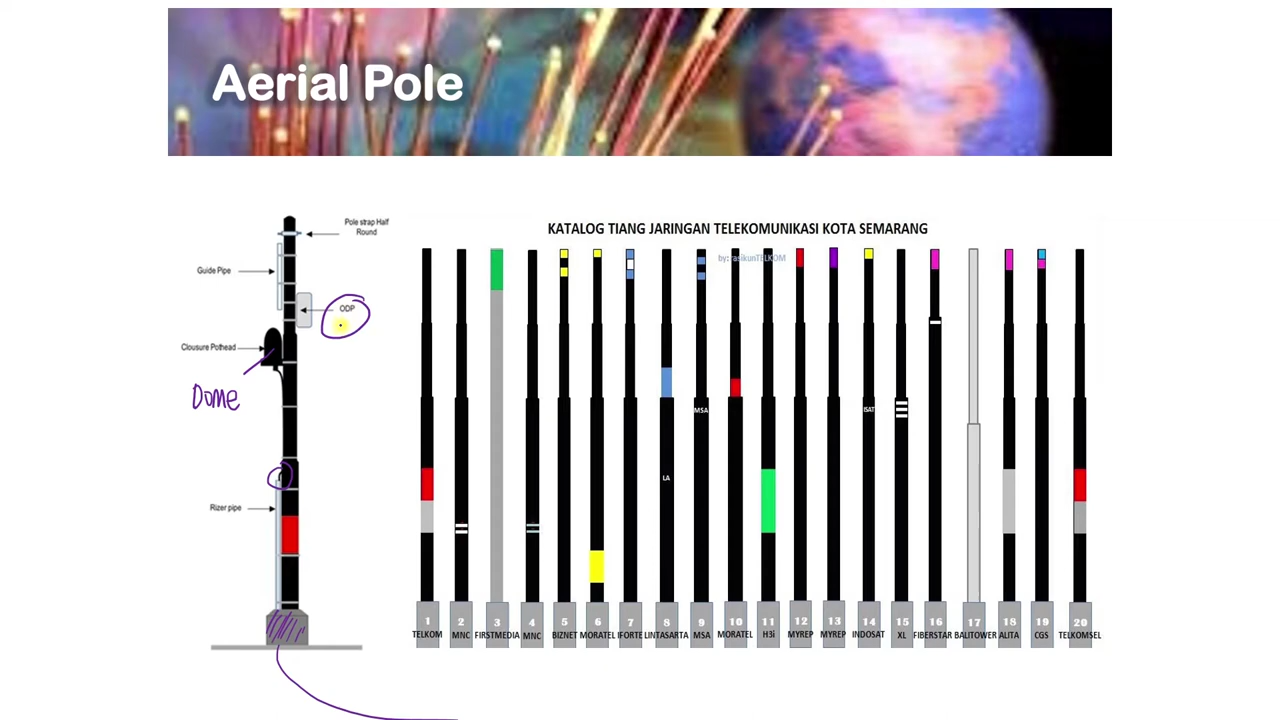 Aerial Pole
Pole strap Half
Round
Guide Pipe
ODP
Clousure Pothead
Dome
Rizer pipe
KATALOG TIANG JARINGAN TELEKOMUNIKASI KOTA SEMARANG
by: rasikunTELKOM
MSA
ISAT
LA
1 2 3 4 5 6 7 8 9 10 11 12 13 14 15 16 17 18 19 20
TELKOM MNC FIRSTMEDIA MNC BIZNET MORATEL IFORTE LINTASARTA MSA MORATEL H3i MYREP MYREP INDOSAT XL FIBERSTAR BALITOWER ALITA CGS TELKOMSEL